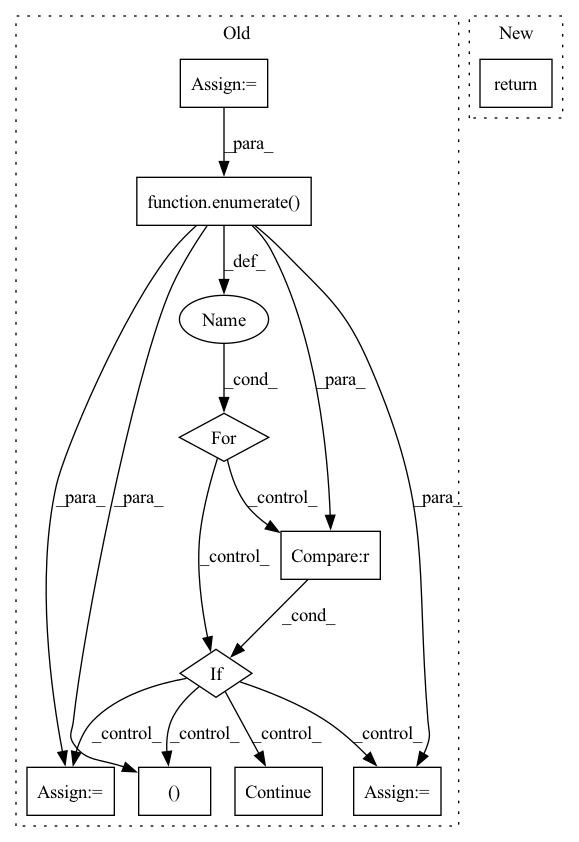 Old
New
Assign:=
return
_para_
function.enumerate()
_def_
Name
_cond_
_para_
For
_para_
_para_
_control_
_para_
_control_
Compare:r
_cond_
If
_control_
_control_
_control_
_control_
Assign:=
()
Continue
Assign:=